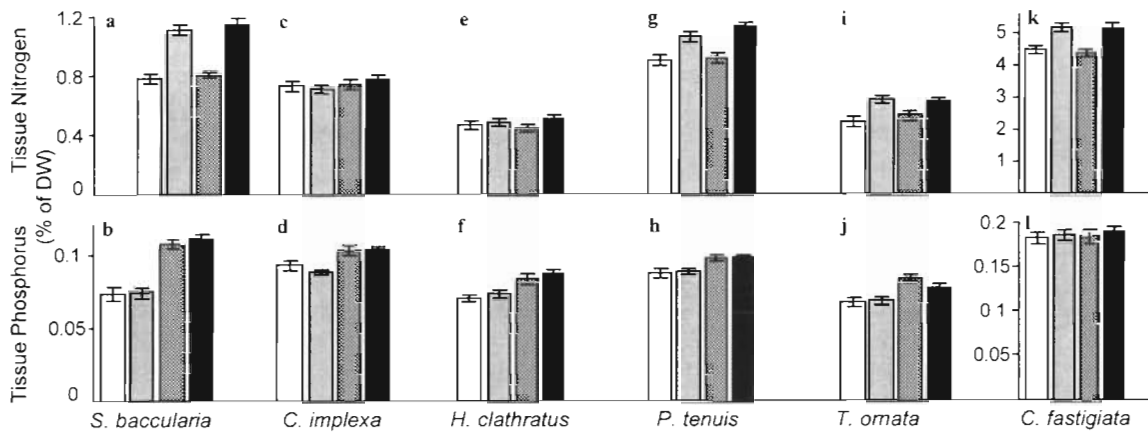 Tissue Nitrogen
Tissue Phosphorus
(% of DW)
a
c
e
g
i
k
1.2
0.8
0.4
0
5
4
3
2
1
b
d
f
h
j
l
0.1
0.05
0
0.2
0.15
0.1
0.05
S. baccularia
C. implexa
H. clathratus
P. tenuis
T. ornata
C. fastigiata